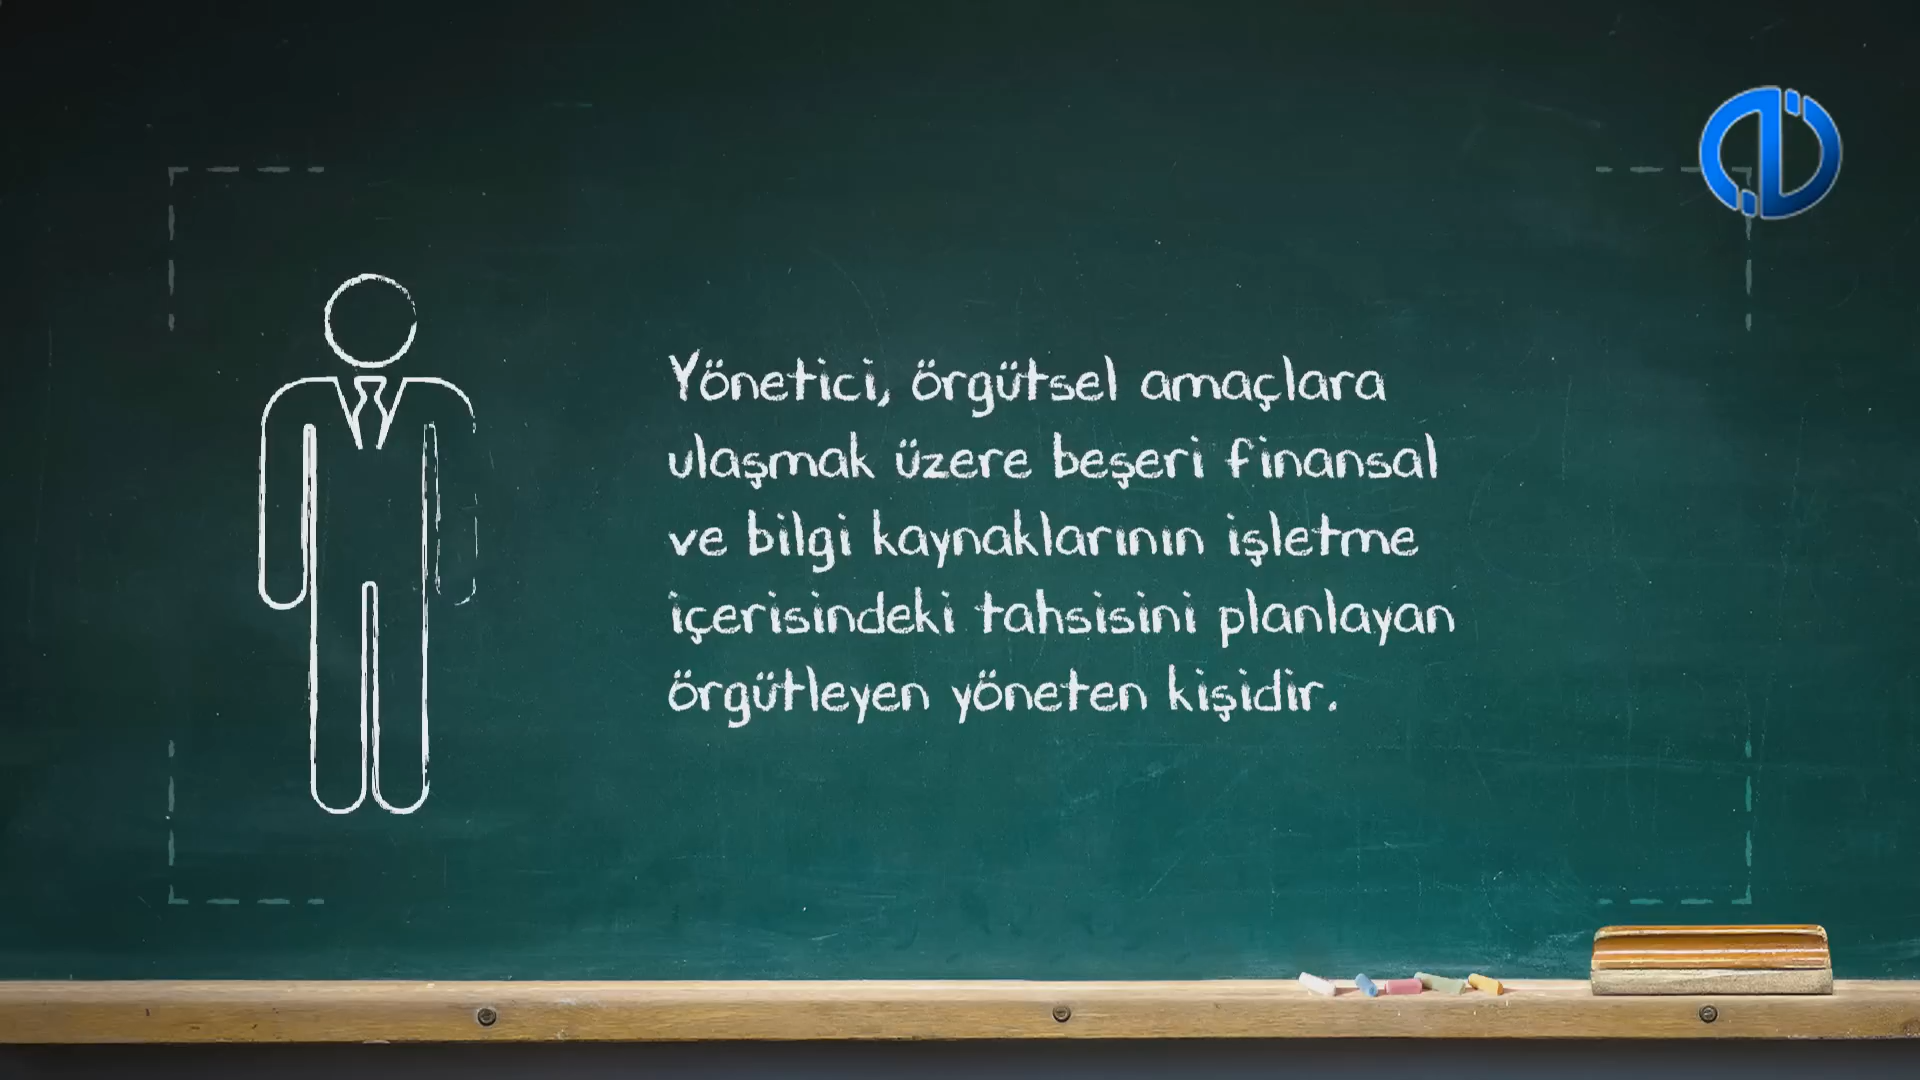 Yönetici, örgütsel amaçlara
ulaşmak üzere beşeri finansal
ve bilgi kaynaklarının işletme
içerisindeki tahsisini planlayan
örgütleyen yöneten kişidir.